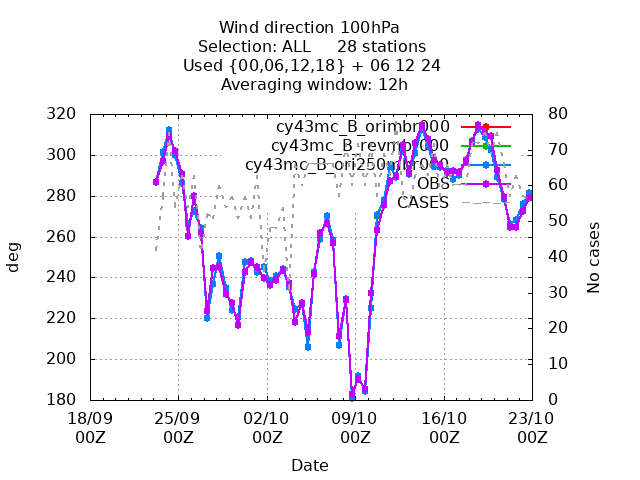 Wind direction 100hPa
Selection: ALL 28 stations
Used {00,06,12,18} + 06 12 24
Averaging window: 12h
320
300
280
260
240
220
200
180
deg
80
70
60
50
40
30
20
10
0
No cases
cy43mc_B_orimbr000
cy43mc_B_revmbr000
cy43mc_B_ori250mbr000
OBS
CASES
18/09 25/09 02/10 09/10 16/10 23/10
00Z 00Z 00Z 00Z 00Z 00Z
Date